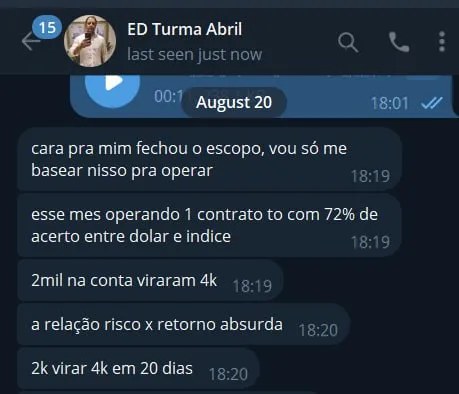 15
ED Turma Abril
last seen just now
August 20
18:01
cara pra mim fechou o escopo, vou só me
basear nisso pra operar
18:19
esse mes operando 1 contrato to com 72% de
acerto entre dolar e indice
18:19
2mil na conta viraram 4k
18:19
a relação risco x retorno absurda
18:20
2k virar 4k em 20 dias
18:20